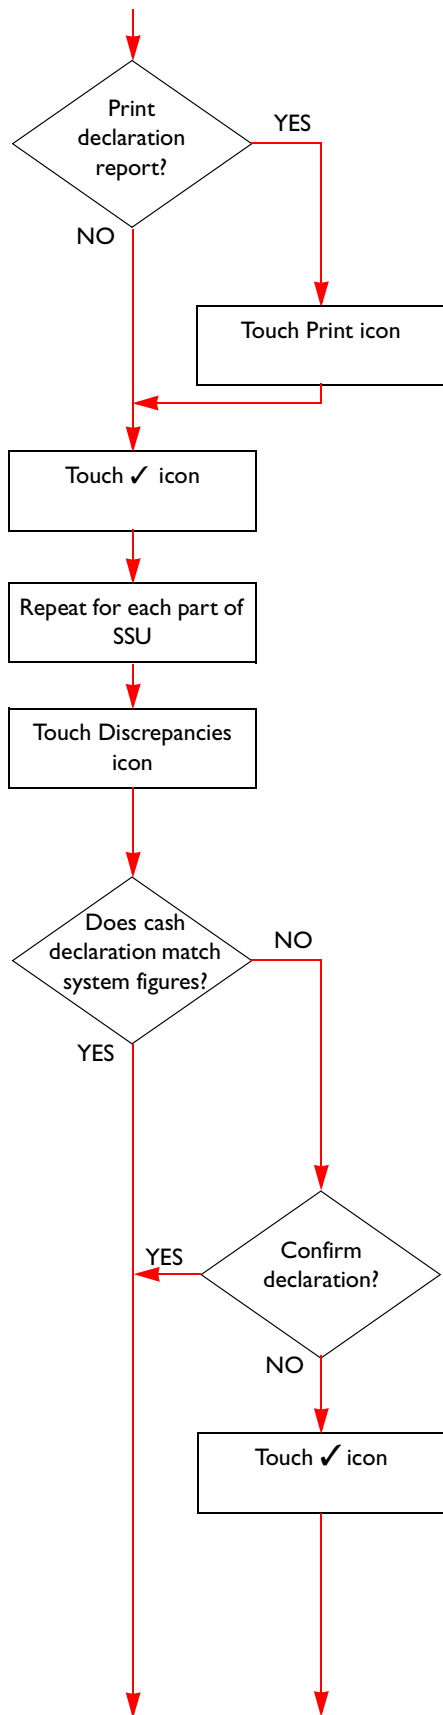 Print
declaration
report?
YES
NO
Touch Print icon
Touch ✓ icon
Repeat for each part of
SSU
Touch Discrepancies
icon
Does cash
declaration match
system figures?
NO
YES
Confirm
declaration?
YES
NO
Touch ✓ icon